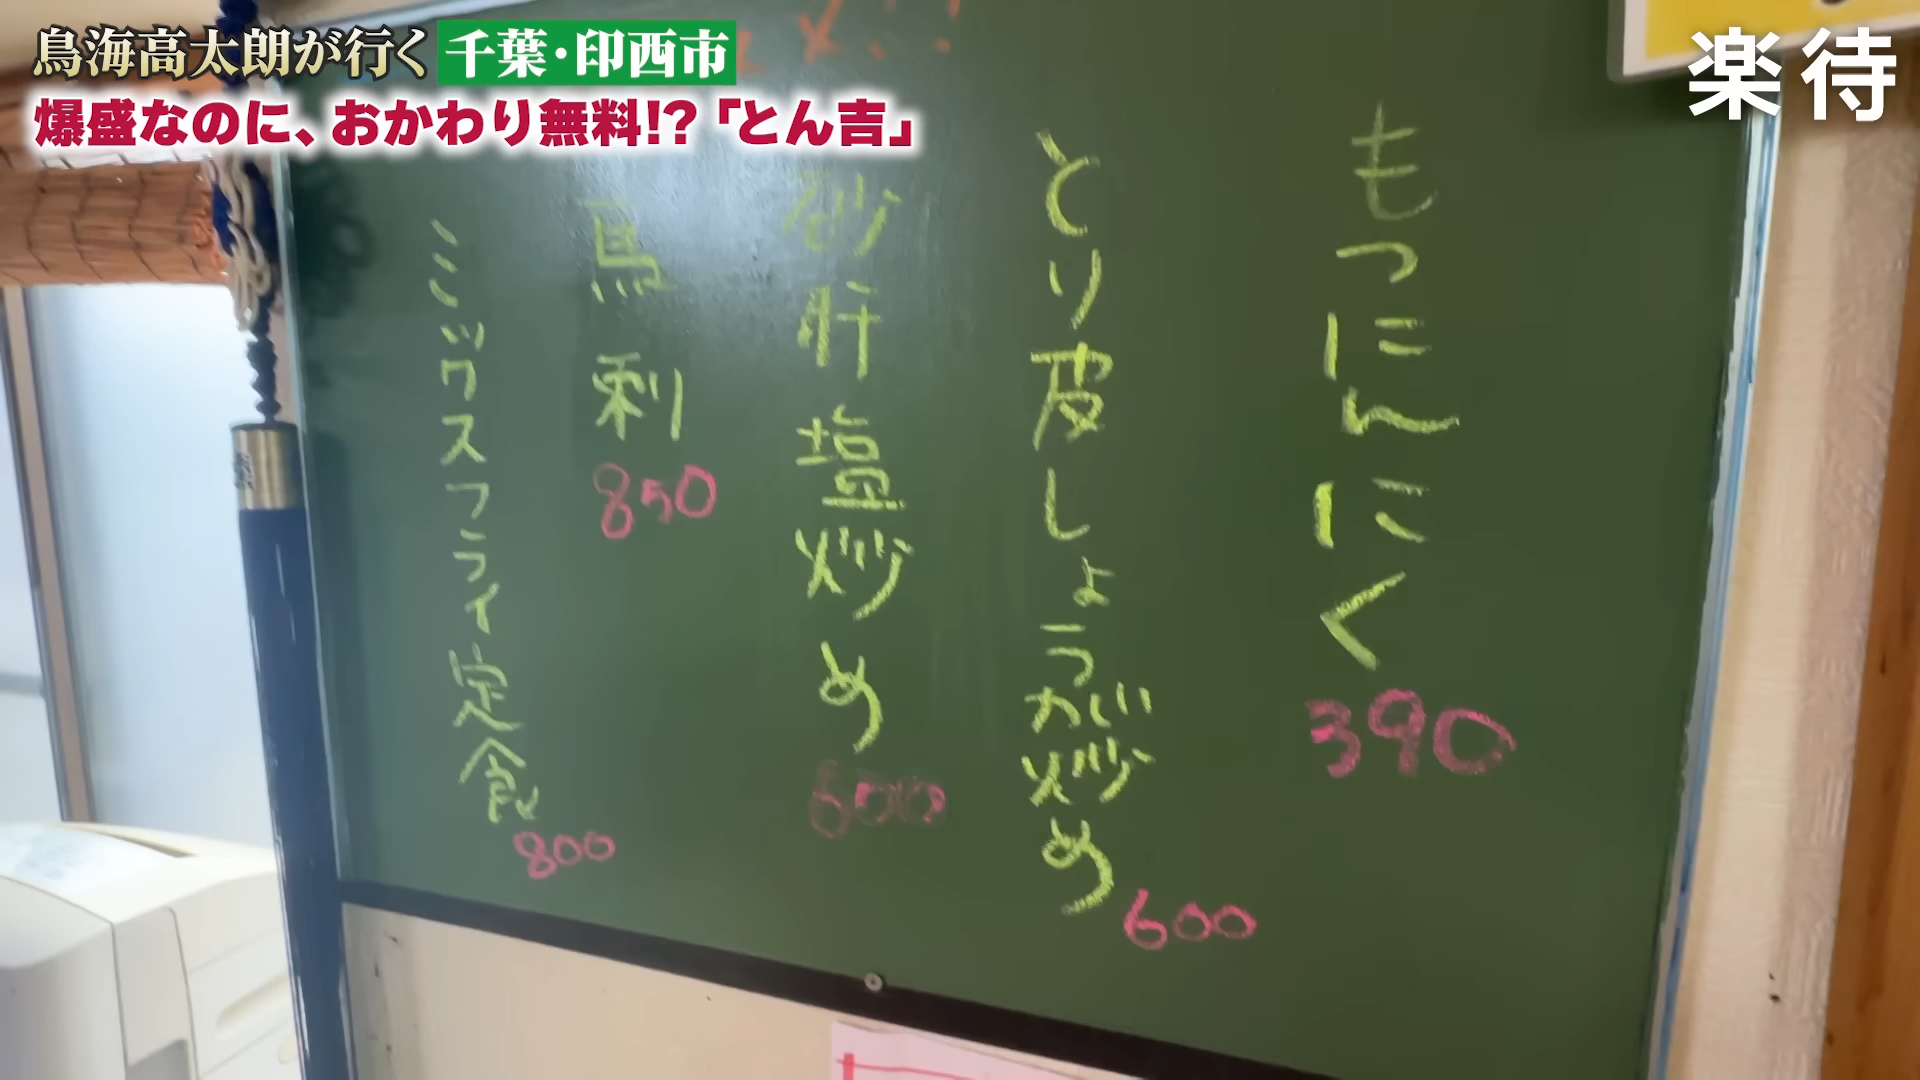 鳥海高太朗が行く 千葉・印西市
爆盛なのに、おかわり無料!?「とん吉」
楽待
メ!!
もつにんにく 390
とり皮しょうが炒め 600
砂肝塩炒め 600
鳥刺 850
ミックスフライ定食 800